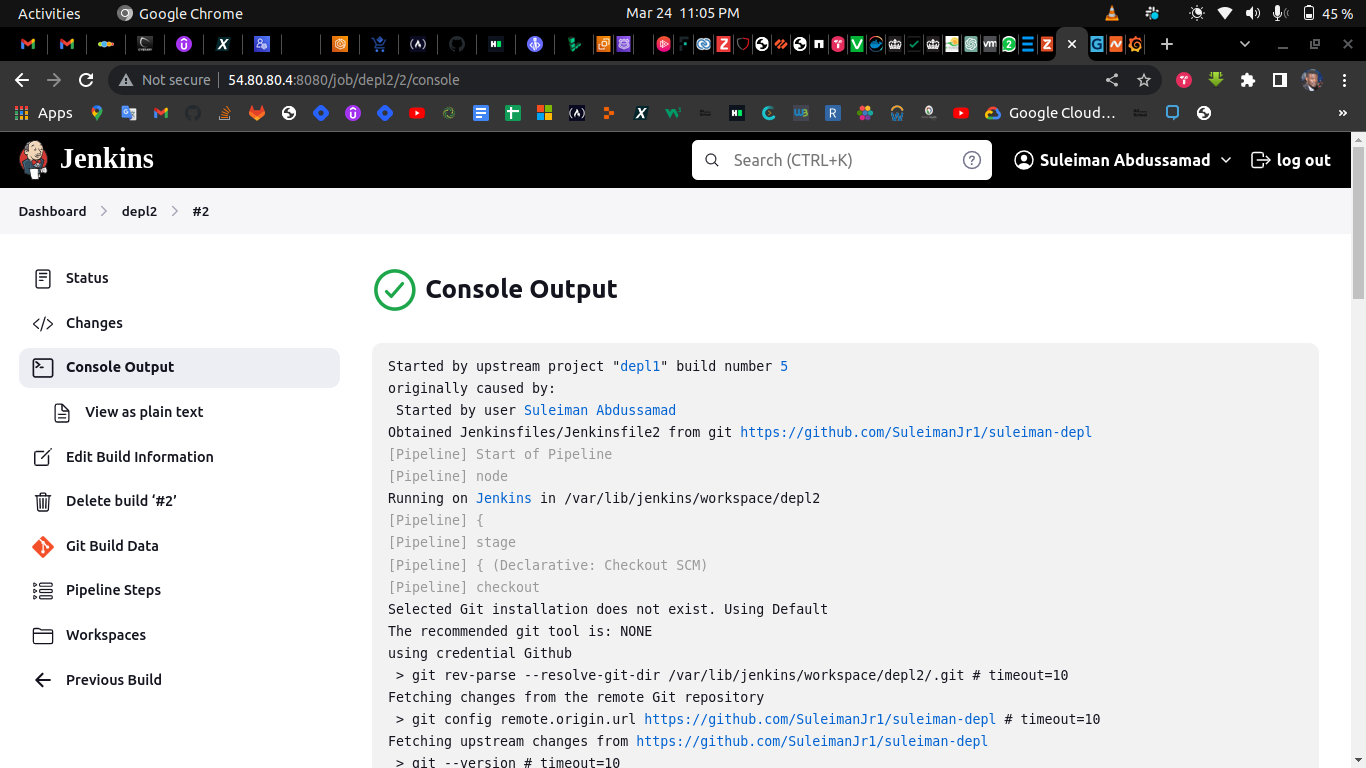 Activities
Google Chrome
Mar 24 11:05 PM
45 %
Not secure
54.80.80.4:8080/job/depl2/2/console
Apps
Google Cloud…
»
Jenkins
Search (CTRL+K)
Suleiman Abdussamad
log out
Dashboard
depl2
#2
Status
Changes
Console Output
View as plain text
Edit Build Information
Delete build ‘#2’
Git Build Data
Pipeline Steps
Workspaces
Previous Build
Console Output
Started by upstream project "depl1" build number 5
originally caused by:
Started by user Suleiman Abdussamad
Obtained Jenkinsfiles/Jenkinsfile2 from git https://github.com/SuleimanJr1/suleiman-depl
[Pipeline] Start of Pipeline
[Pipeline] node
Running on Jenkins in /var/lib/jenkins/workspace/depl2
[Pipeline] {
[Pipeline] stage
[Pipeline] { (Declarative: Checkout SCM)
[Pipeline] checkout
Selected Git installation does not exist. Using Default
The recommended git tool is: NONE
using credential Github
> git rev-parse --resolve-git-dir /var/lib/jenkins/workspace/depl2/.git # timeout=10
Fetching changes from the remote Git repository
> git config remote.origin.url https://github.com/SuleimanJr1/suleiman-depl # timeout=10
Fetching upstream changes from https://github.com/SuleimanJr1/suleiman-depl
> git --version # timeout=10